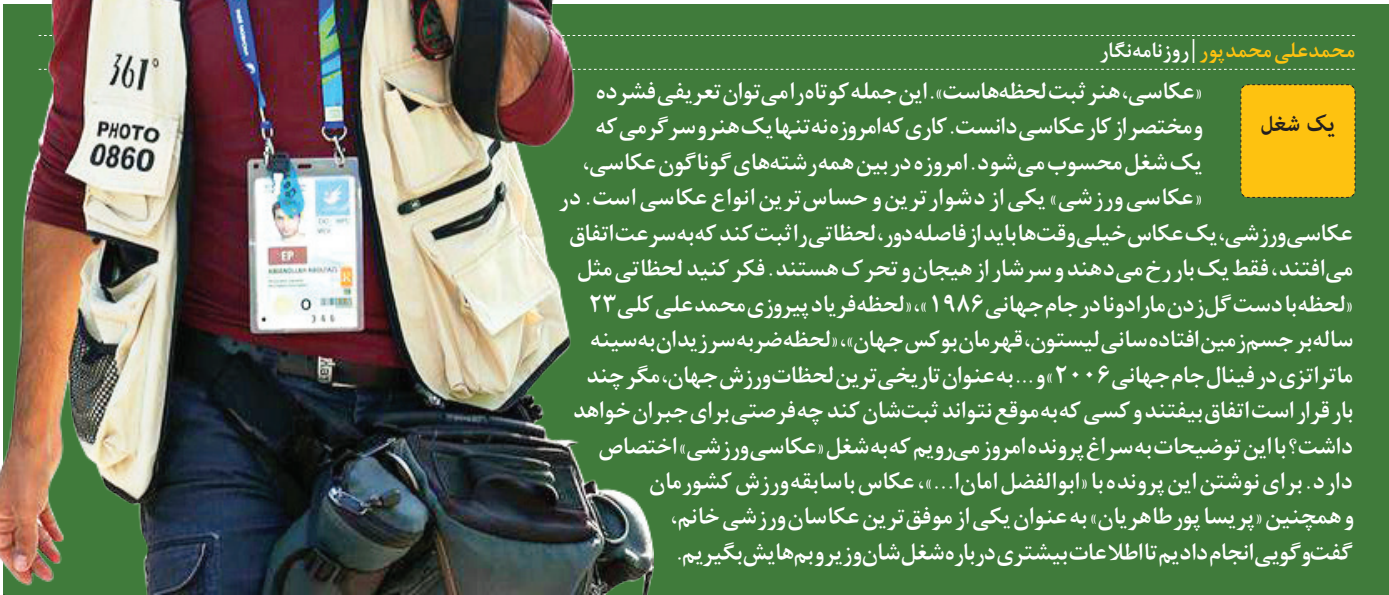 محمدعلی محمدپور | روزنامه‌نگار
یک شغل
«عکاسی، هنر ثبت لحظه‌هاست». این جمله کوتاه را می‌توان تعریفی فشرده
و مختصر از کار عکاسی دانست. کاری که امروزه نه تنها یک هنر و سرگرمی که
یک شغل محسوب می‌شود. امروزه در بین همه رشته‌های گوناگون عکاسی،
«عکاسی ورزشی» یکی از دشوارترین و حساس‌ترین انواع عکاسی است. در
عکاسی ورزشی، یک عکاس خیلی وقت‌ها باید از فاصله دور، لحظاتی را ثبت کند که به سرعت اتفاق
می‌افتند، فقط یک بار رخ می‌دهند و سرشار از هیجان و تحرک هستند. فکر کنید لحظاتی مثل
«لحظه با دست گل زدن مارادونا در جام جهانی ۱۹۸۶»، «لحظه فریاد پیروزی محمدعلی کلی ۲۳
ساله بر جسم زمین افتاده سانی لیستون، قهرمان بوکس جهان»، «لحظه ضربه سر زیدان به سینه
ماتراتزی در فینال جام جهانی ۲۰۰۶» و... به عنوان تاریخی‌ترین لحظات ورزش جهان، مگر چند
بار قرار است اتفاق بیفتند و کسی که به موقع نتواند ثبت‌شان کند چه فرصتی برای جبران خواهد
داشت؟ با این توضیحات به سراغ پرونده امروز می‌رویم که به شغل «عکاسی ورزشی» اختصاص
دارد. برای نوشتن این پرونده با «ابوالفضل امان‌ا...»، عکاس باسابقه ورزش کشورمان
و همچنین «پریسا پورطاهریان» به عنوان یکی از موفق‌ترین عکاسان ورزشی خانم،
گفت‌وگویی انجام دادیم تا اطلاعات بیشتری درباره شغل‌شان و زیر و بم‌هایش بگیریم.
361°
PHOTO
0860
EP
R
O
366